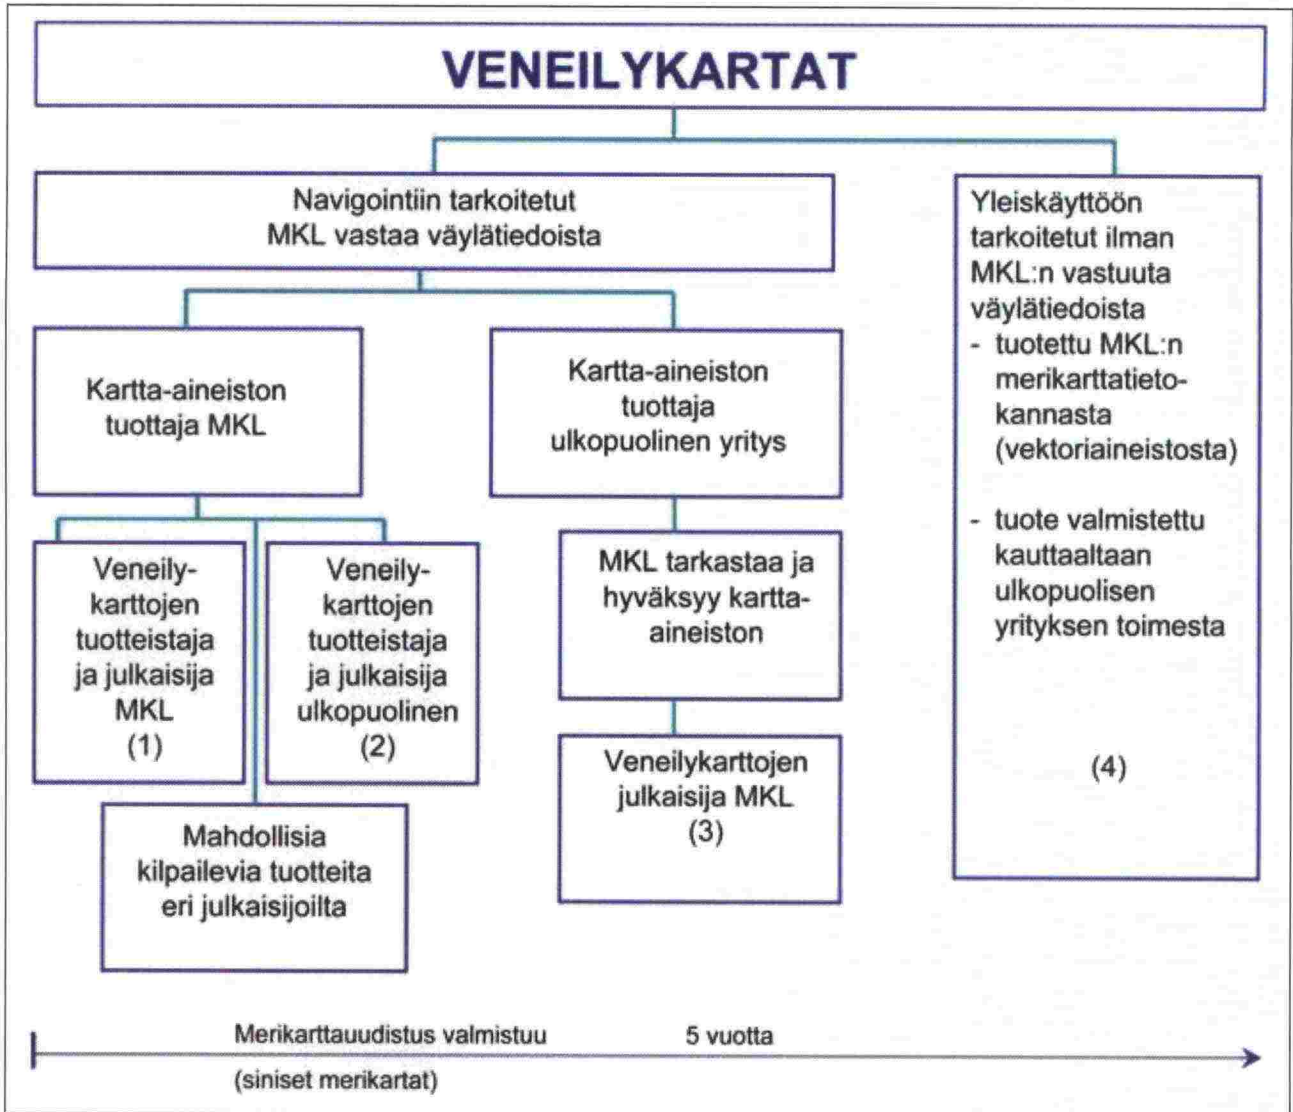 VENEILYKARTAT
Navigointiin tarkoitetut
MKL vastaa väylätiedoista
Yleiskäyttöön
tarkoitetut ilman
MKL:n vastuuta
väylätiedoista
- tuotettu MKL:n
merikarttatieto-
kannasta
(vektoriaineistosta)
- tuote valmistettu
kauttaaltaan
ulkopuolisen
yrityksen toimesta
(4)
Kartta-aineiston
tuottaja MKL
Kartta-aineiston
tuottaja
ulkopuolinen yritys
Veneily-
karttojen
tuotteistaja
ja julkaisija
MKL
(1)
Veneily-
karttojen
tuotteistaja
ja julkaisija
ulkopuolinen
(2)
MKL tarkastaa ja
hyväksyy kartta-
aineiston
Veneilykarttojen
julkaisija MKL
(3)
Mahdollisia
kilpailevia tuotteita
eri julkaisijoilta
Merikarttauudistus valmistuu 5 vuotta
(siniset merikartat)